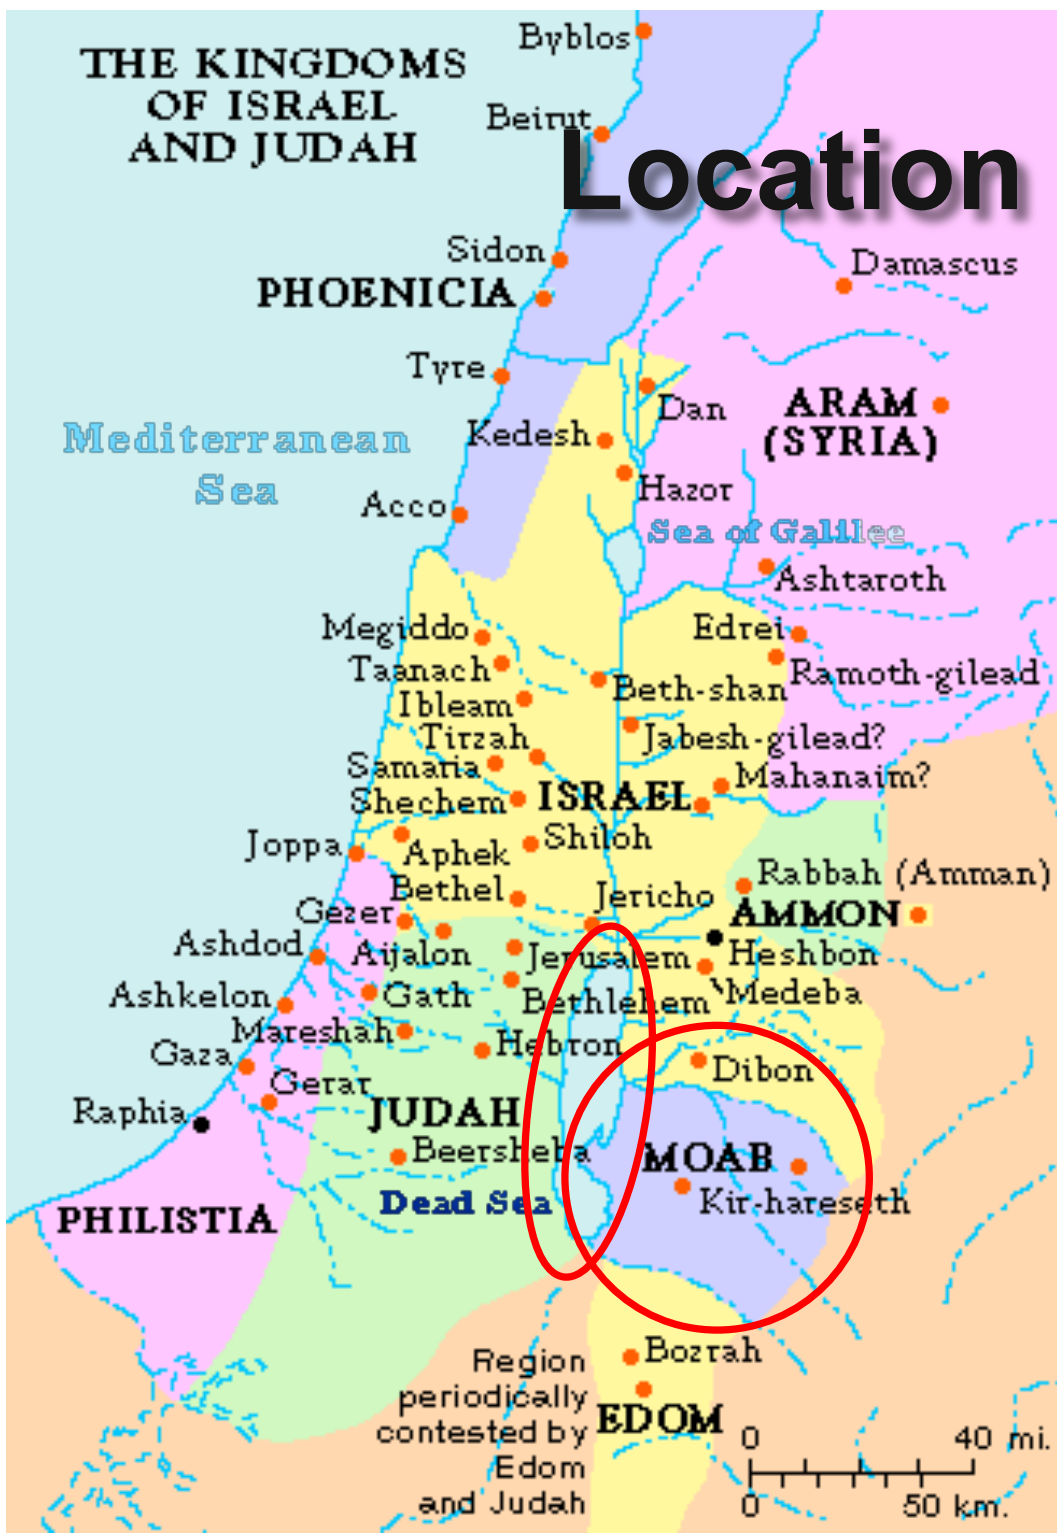 THE KINGDOMS
OF ISRAEL
AND JUDAH
Byblos
Beirut
Location
Sidon
Damascus
PHOENICIA
Tyre
Dan
ARAM
(SYRIA)
Mediterranean
Sea
Kedesh
Hazor
Acco
Sea of Galilee
Ashtaroth
Megiddo
Edrei
Taanach
Ramoth-gilead
Beth-shan
Ibleam
Tirzah
Jabesh-gilead?
Samaria
Mahanaim?
Shechem
ISRAEL
Joppa
Shiloh
Aphek
Rabbah (Amman)
Bethel
Jericho
Gezer
AMMON
Ashdod
Aijalon
Jerusalem
Heshbon
Ashkelon
Gath
Bethlehem
Medeba
Mareshah
Hebron
Gaza
Dibon
Gerar
Raphia
JUDAH
Beersheba
MOAB
Dead Sea
Kir-hareseth
PHILISTIA
Bozrah
Region
periodically
contested by
Edom
and Judah
EDOM
0 40 mi.
0 50 km.